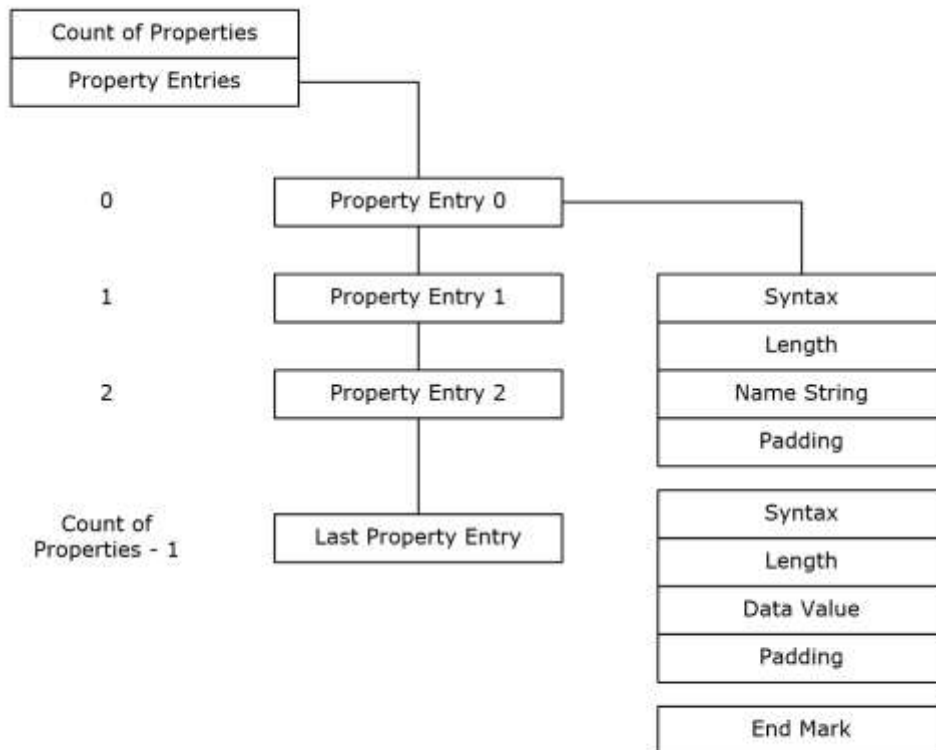 Count of Properties
Property Entries
0
Property Entry 0
1
Property Entry 1
Syntax
Length
2
Property Entry 2
Name String
Padding
Count of
Properties - 1
Last Property Entry
Syntax
Length
Data Value
Padding
End Mark